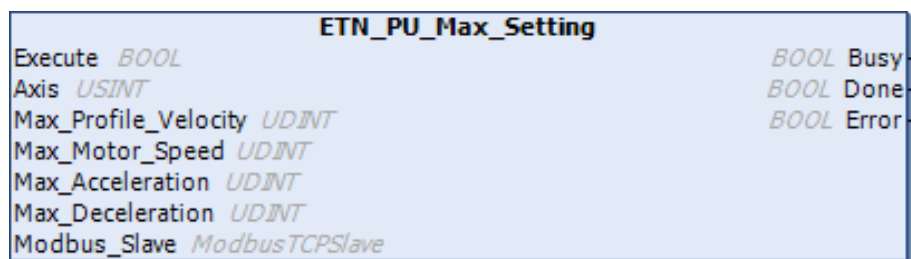 ETN_PU_Max_Setting
Execute BOOL BOOL Busy
Axis USINT BOOL Done
Max_Profile_Velocity UDINT BOOL Error
Max_Motor_Speed UDINT
Max_Acceleration UDINT
Max_Deceleration UDINT
Modbus_Slave ModbusTCPSlave